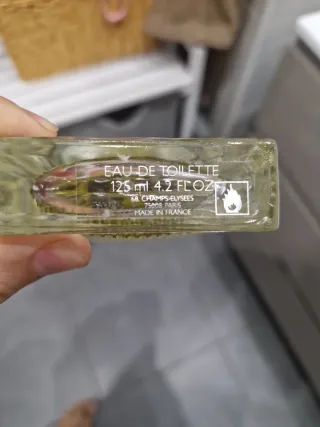 EAU DE TOILETTE
125 ml 4.2 FL OZ
68 CHAMPS-ELYSEES
75008 PARIS
MADE IN FRANCE